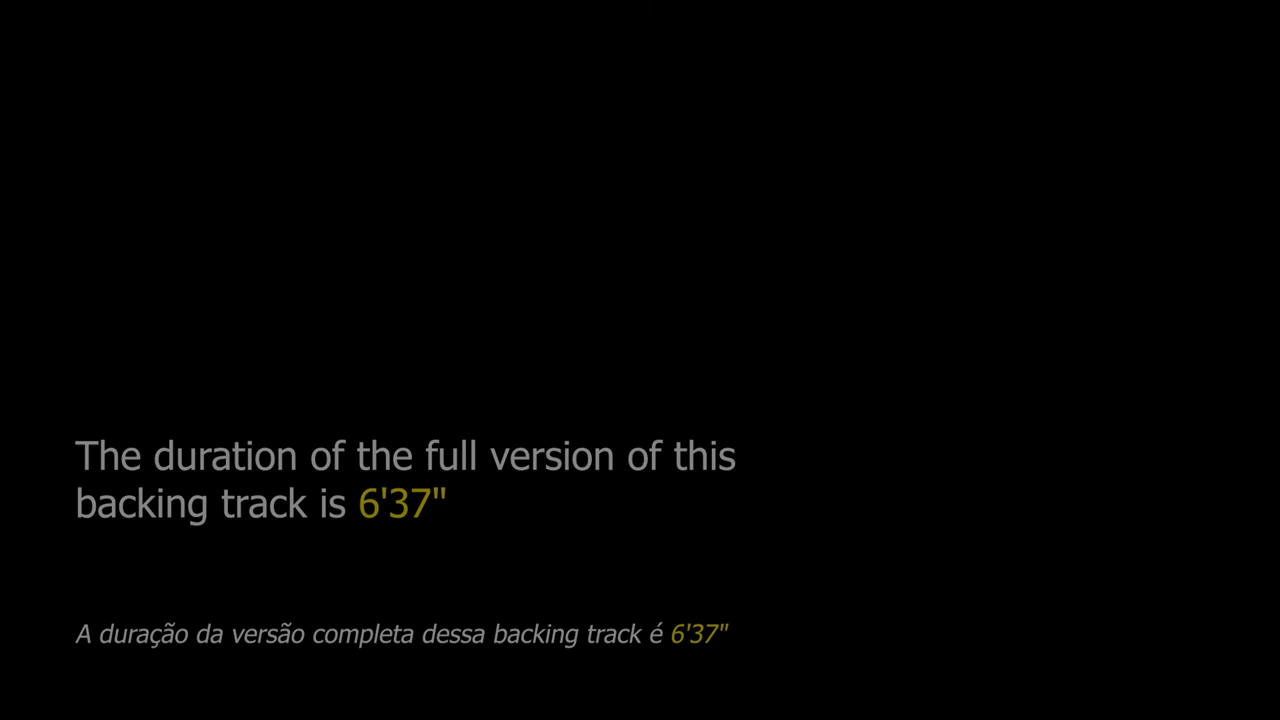 The duration of the full version of this
backing track is 6'37"
A duração da versão completa dessa backing track é 6'37"